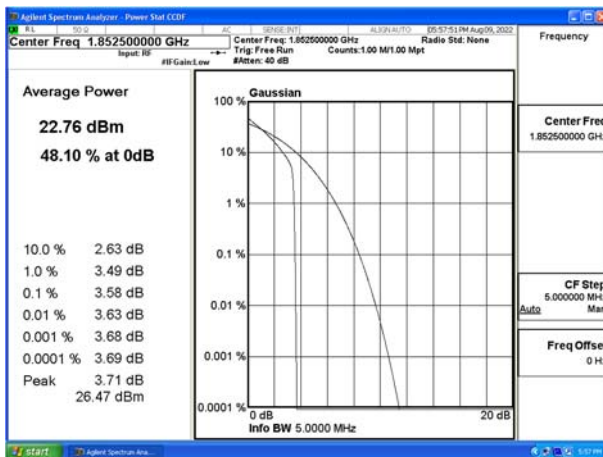 Agilent Spectrum Analyzer - Power Stat CCDF
RL 50 Ω AC SENSE:INT ALIGN AUTO 05:57:51 PM Aug 09, 2022
Center Freq 1.852500000 GHz
Center Freq: 1.852500000 GHz
Radio Std: None
Input: RF
Trig: Free Run
Counts:1.00 M/1.00 Mpt
#IFGain:Low
#Atten: 40 dB
Frequency
Average Power
22.76 dBm
48.10 % at 0dB
10.0 % 2.63 dB
1.0 % 3.49 dB
0.1 % 3.58 dB
0.01 % 3.63 dB
0.001 % 3.68 dB
0.0001 % 3.69 dB
Peak 3.71 dB
26.47 dBm
Gaussian
100 %
10 %
1 %
0.1 %
0.01 %
0.001 %
0.0001 %
0 dB
20 dB
Info BW 5.0000 MHz
Center Freq
1.852500000 GHz
CF Step
5.000000 MHz
Auto Man
Freq Offset
0 Hz
start
Agilent Spectrum Ana...
5:57 PM